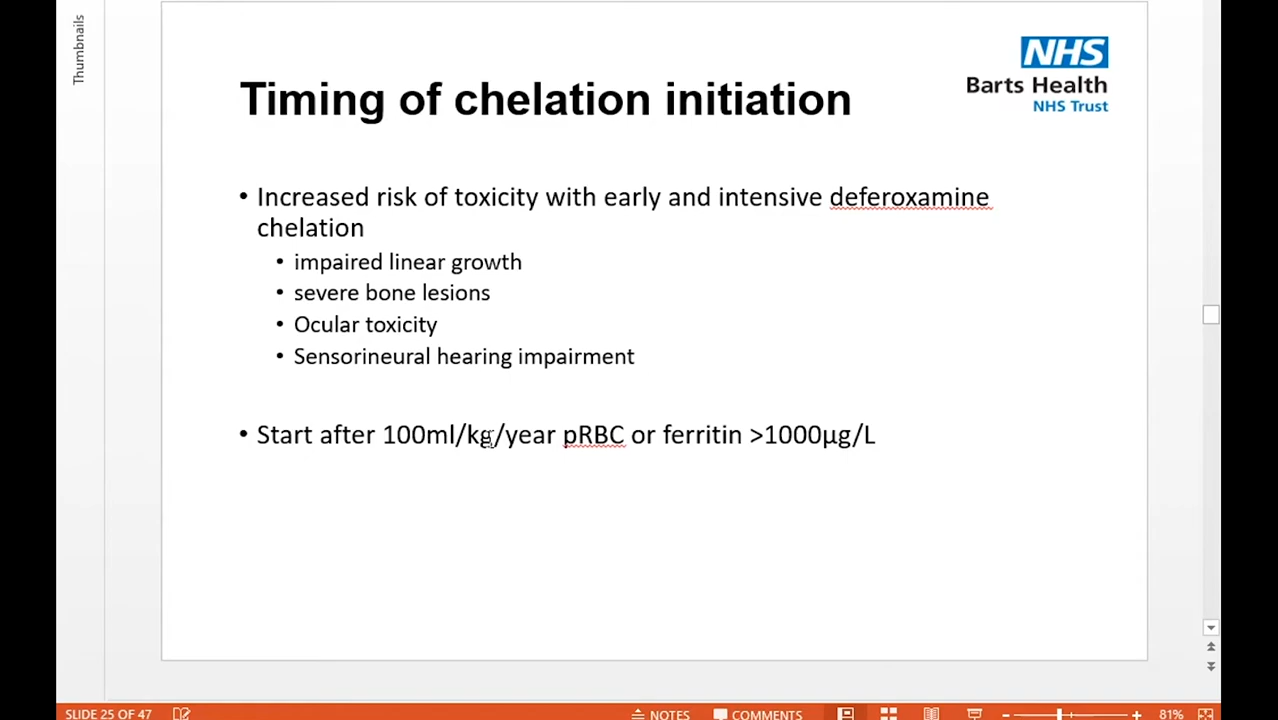 Thumbnails
NHS
Barts Health
NHS Trust
Timing of chelation initiation
• Increased risk of toxicity with early and intensive deferoxamine
chelation
• impaired linear growth
• severe bone lesions
• Ocular toxicity
• Sensorineural hearing impairment
• Start after 100ml/kg/year pRBC or ferritin >1000µg/L
SLIDE 25 OF 47
NOTES
COMMENTS
81%